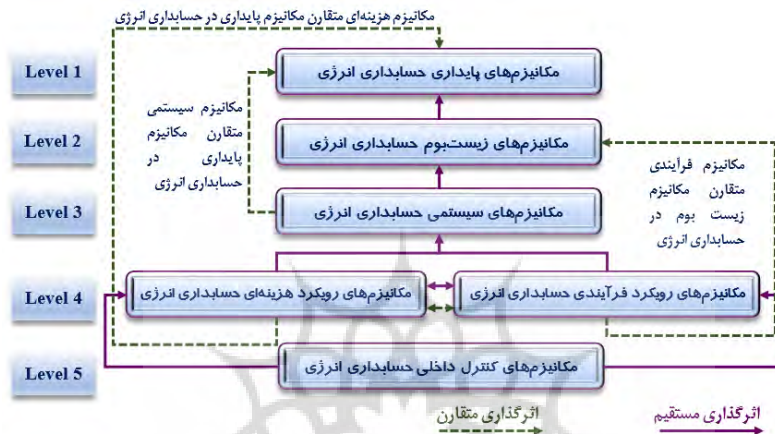 مکانیزم هزینه‌ای متقارن مکانیزم پایداری در حسابداری انرژی
Level 1
مکانیزم‌های پایداری حسابداری انرژی
مکانیزم سیستمی
متقارن مکانیزم
پایداری در
حسابداری انرژی
Level 2
مکانیزم‌های زیست‌بوم حسابداری انرژی
مکانیزم فرآیندی
متقارن مکانیزم
زیست بوم در
حسابداری انرژی
Level 3
مکانیزم‌های سیستمی حسابداری انرژی
Level 4
مکانیزم‌های رویکرد فرآیندی حسابداری انرژی
مکانیزم‌های رویکرد هزینه‌ای حسابداری انرژی
Level 5
مکانیزم‌های کنترل داخلی حسابداری انرژی
اثرگذاری مستقیم
اثرگذاری متقارن